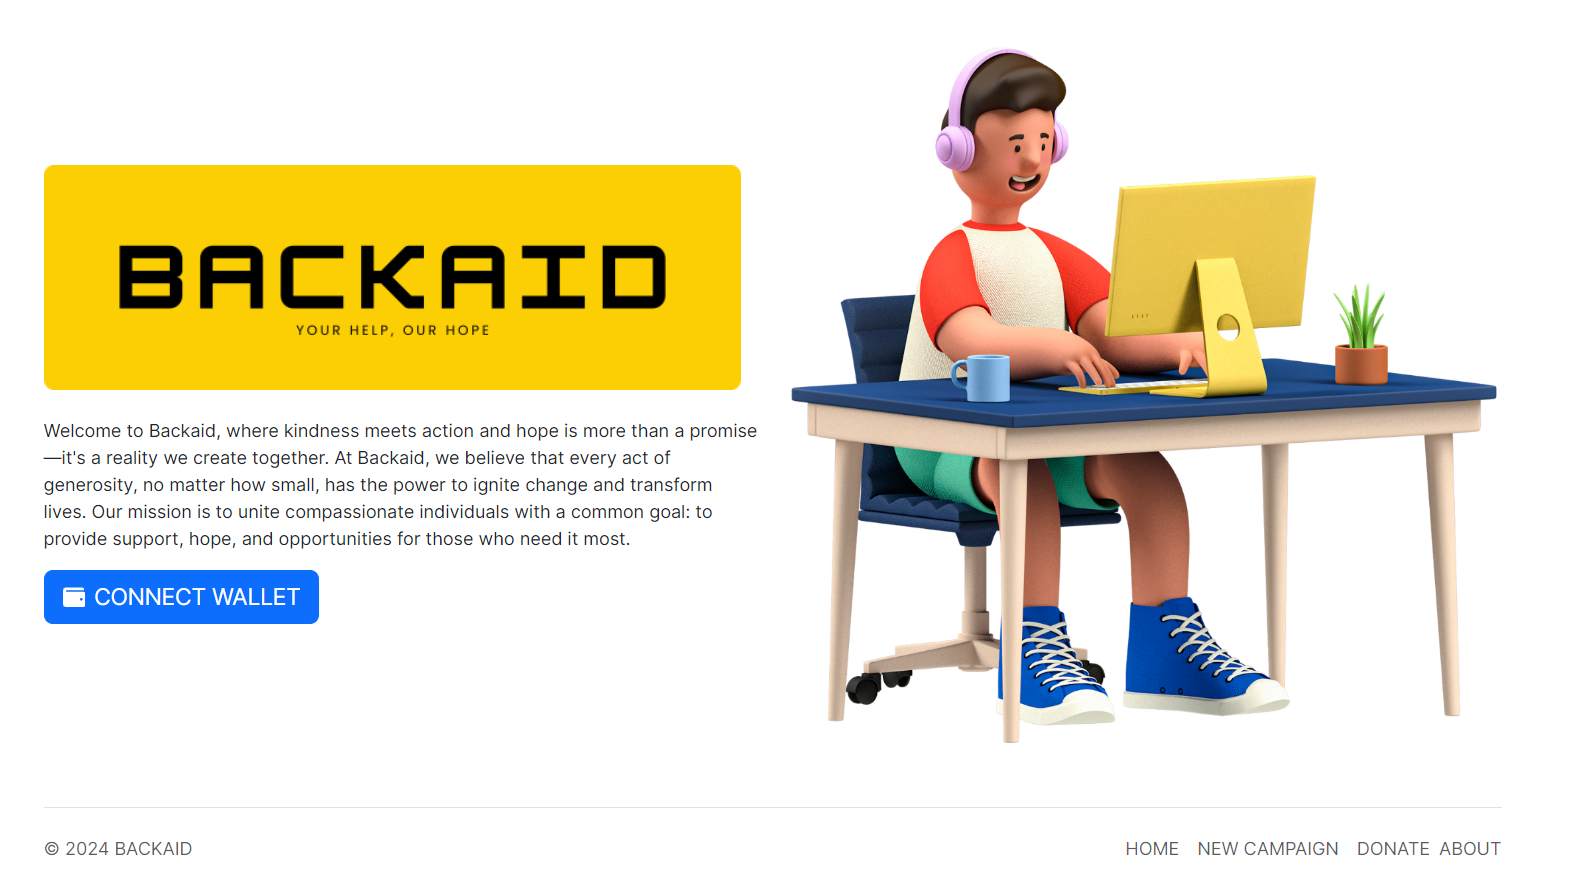 BACKAID
YOUR HELP, OUR HOPE
Welcome to Backaid, where kindness meets action and hope is more than a promise
—it's a reality we create together. At Backaid, we believe that every act of
generosity, no matter how small, has the power to ignite change and transform
lives. Our mission is to unite compassionate individuals with a common goal: to
provide support, hope, and opportunities for those who need it most.
CONNECT WALLET
© 2024 BACKAID
HOME NEW CAMPAIGN DONATE ABOUT